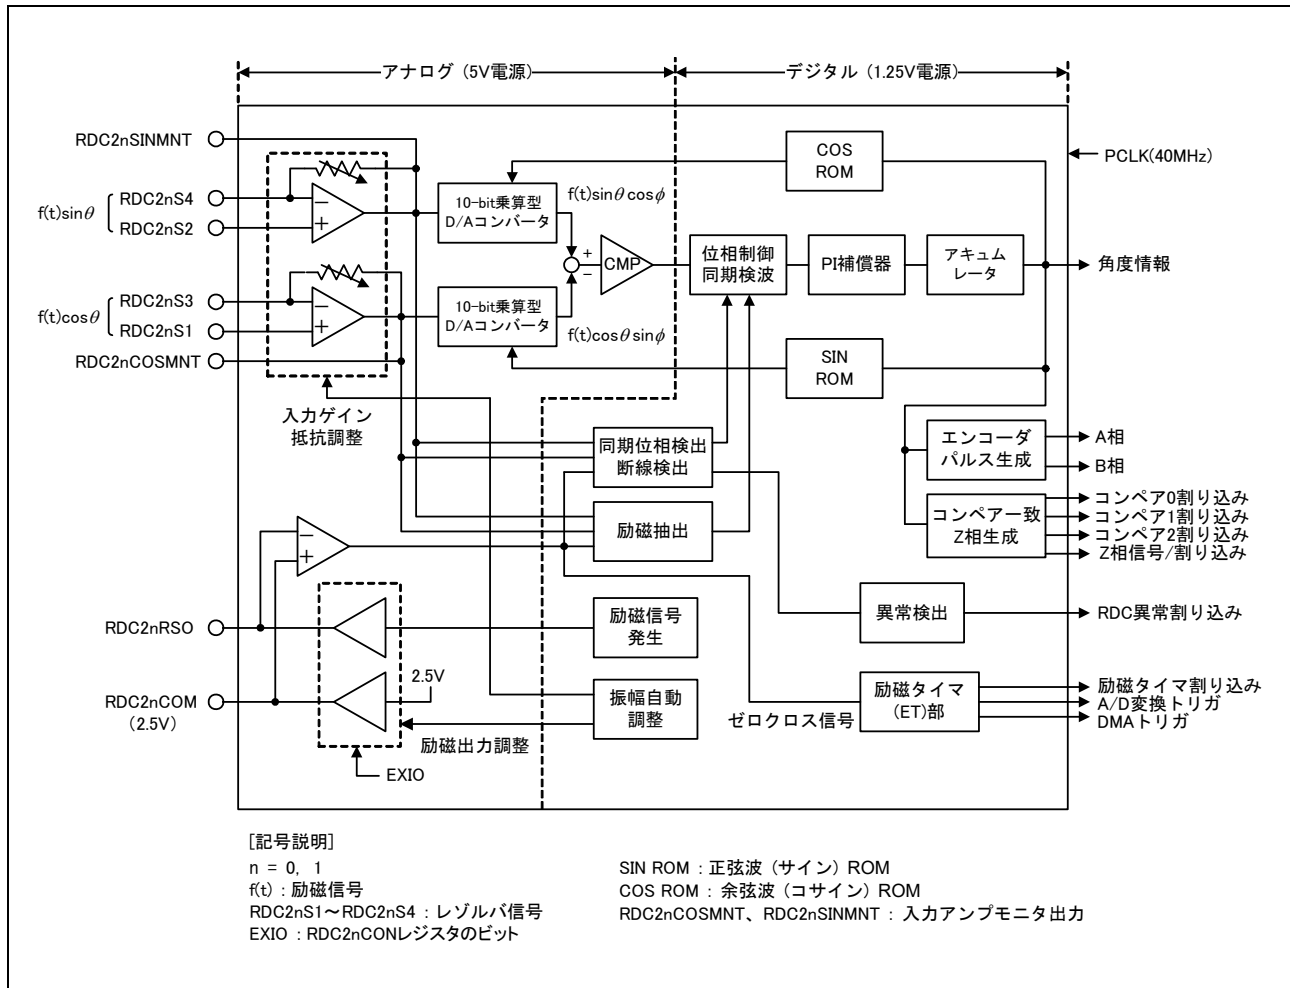 アナログ (5V電源)
デジタル (1.25V電源)
RDC2nSINMNT
COS
ROM
PCLK(40MHz)
f(t)sinθ
RDC2nS4
RDC2nS2
−
+
10-bit乗算型
D/Aコンバータ
f(t)sinθcosφ
+
−
CMP
位相制御
同期検波
PI補償器
アキュム
レータ
角度情報
f(t)cosθ
RDC2nS3
RDC2nS1
−
+
10-bit乗算型
D/Aコンバータ
f(t)cosθsinφ
RDC2nCOSMNT
SIN
ROM
入力ゲイン
抵抗調整
同期位相検出
断線検出
エンコーダ
パルス生成
A相
B相
励磁抽出
コンペア一致
Z相生成
コンペア0割り込み
コンペア1割り込み
コンペア2割り込み
Z相信号/割り込み
−
+
RDC2nRSO
励磁信号
発生
異常検出
RDC異常割り込み
2.5V
RDC2nCOM
(2.5V)
振幅自動
調整
励磁出力調整
ゼロクロス信号
励磁タイマ
(ET)部
励磁タイマ割り込み
A/D変換トリガ
DMAトリガ
EXIO
[記号説明]
n = 0, 1
f(t) : 励磁信号
RDC2nS1~RDC2nS4 : レゾルバ信号
EXIO : RDC2nCONレジスタのビット
SIN ROM : 正弦波 (サイン) ROM
COS ROM : 余弦波 (コサイン) ROM
RDC2nCOSMNT、RDC2nSINMNT : 入力アンプモニタ出力